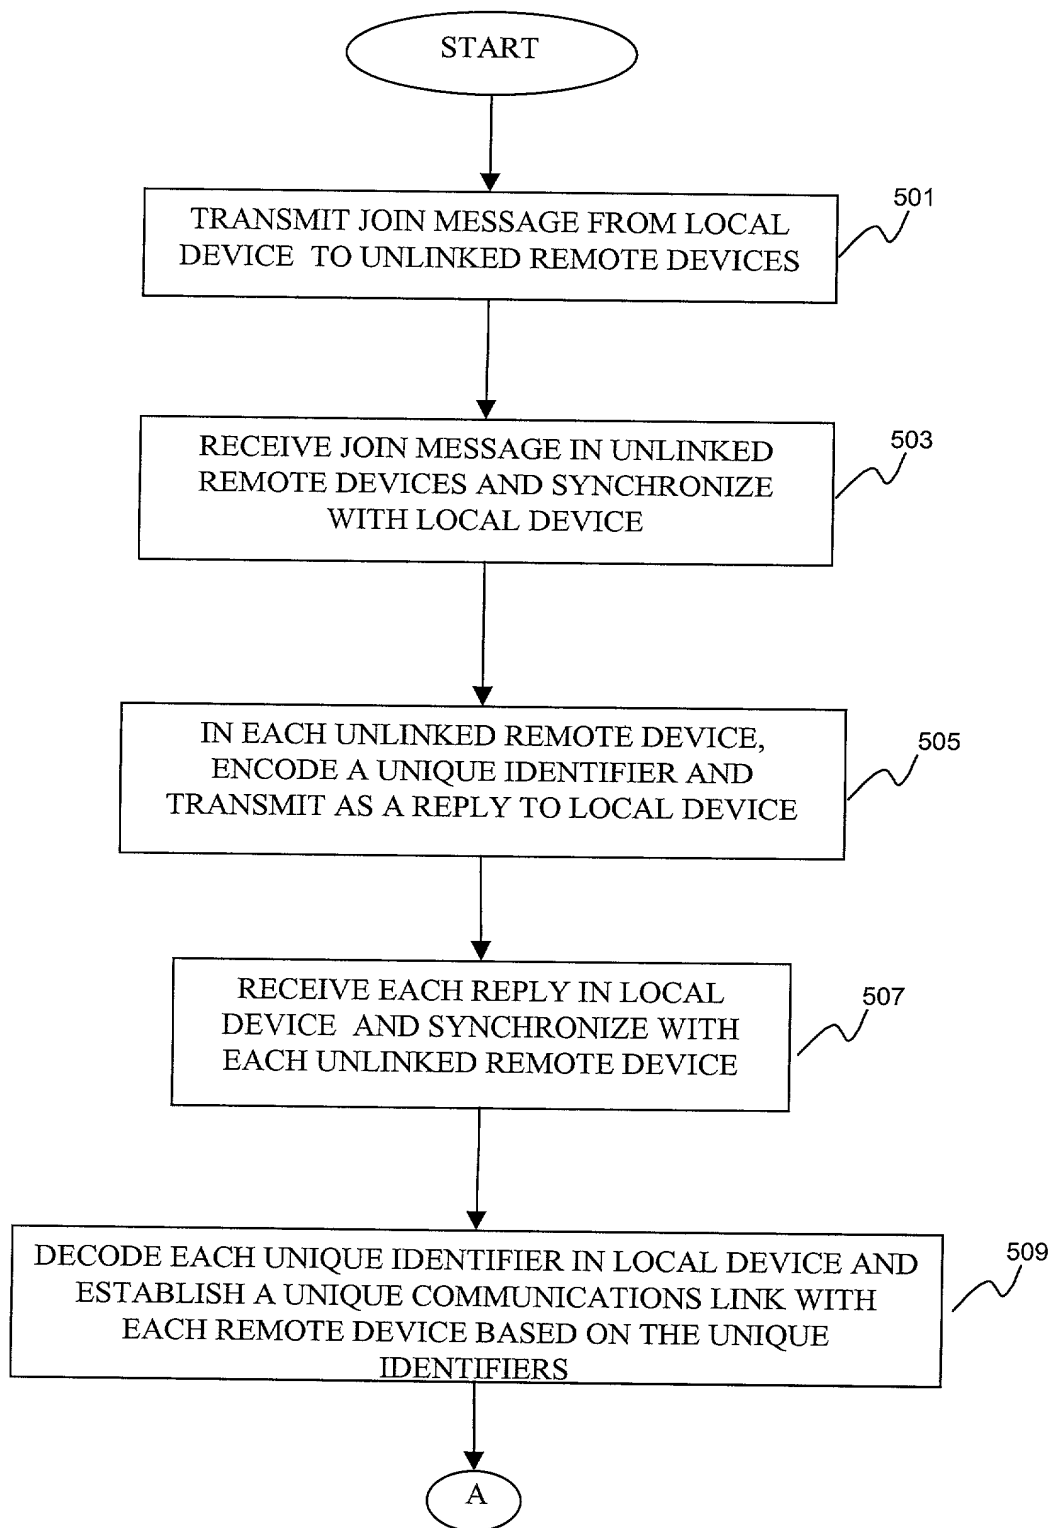 START
TRANSMIT JOIN MESSAGE FROM LOCAL
DEVICE TO UNLINKED REMOTE DEVICES
501
RECEIVE JOIN MESSAGE IN UNLINKED
REMOTE DEVICES AND SYNCHRONIZE
WITH LOCAL DEVICE
503
IN EACH UNLINKED REMOTE DEVICE,
ENCODE A UNIQUE IDENTIFIER AND
TRANSMIT AS A REPLY TO LOCAL DEVICE
505
RECEIVE EACH REPLY IN LOCAL
DEVICE AND SYNCHRONIZE WITH
EACH UNLINKED REMOTE DEVICE
507
DECODE EACH UNIQUE IDENTIFIER IN LOCAL DEVICE AND
ESTABLISH A UNIQUE COMMUNICATIONS LINK WITH
EACH REMOTE DEVICE BASED ON THE UNIQUE
IDENTIFIERS
509
A